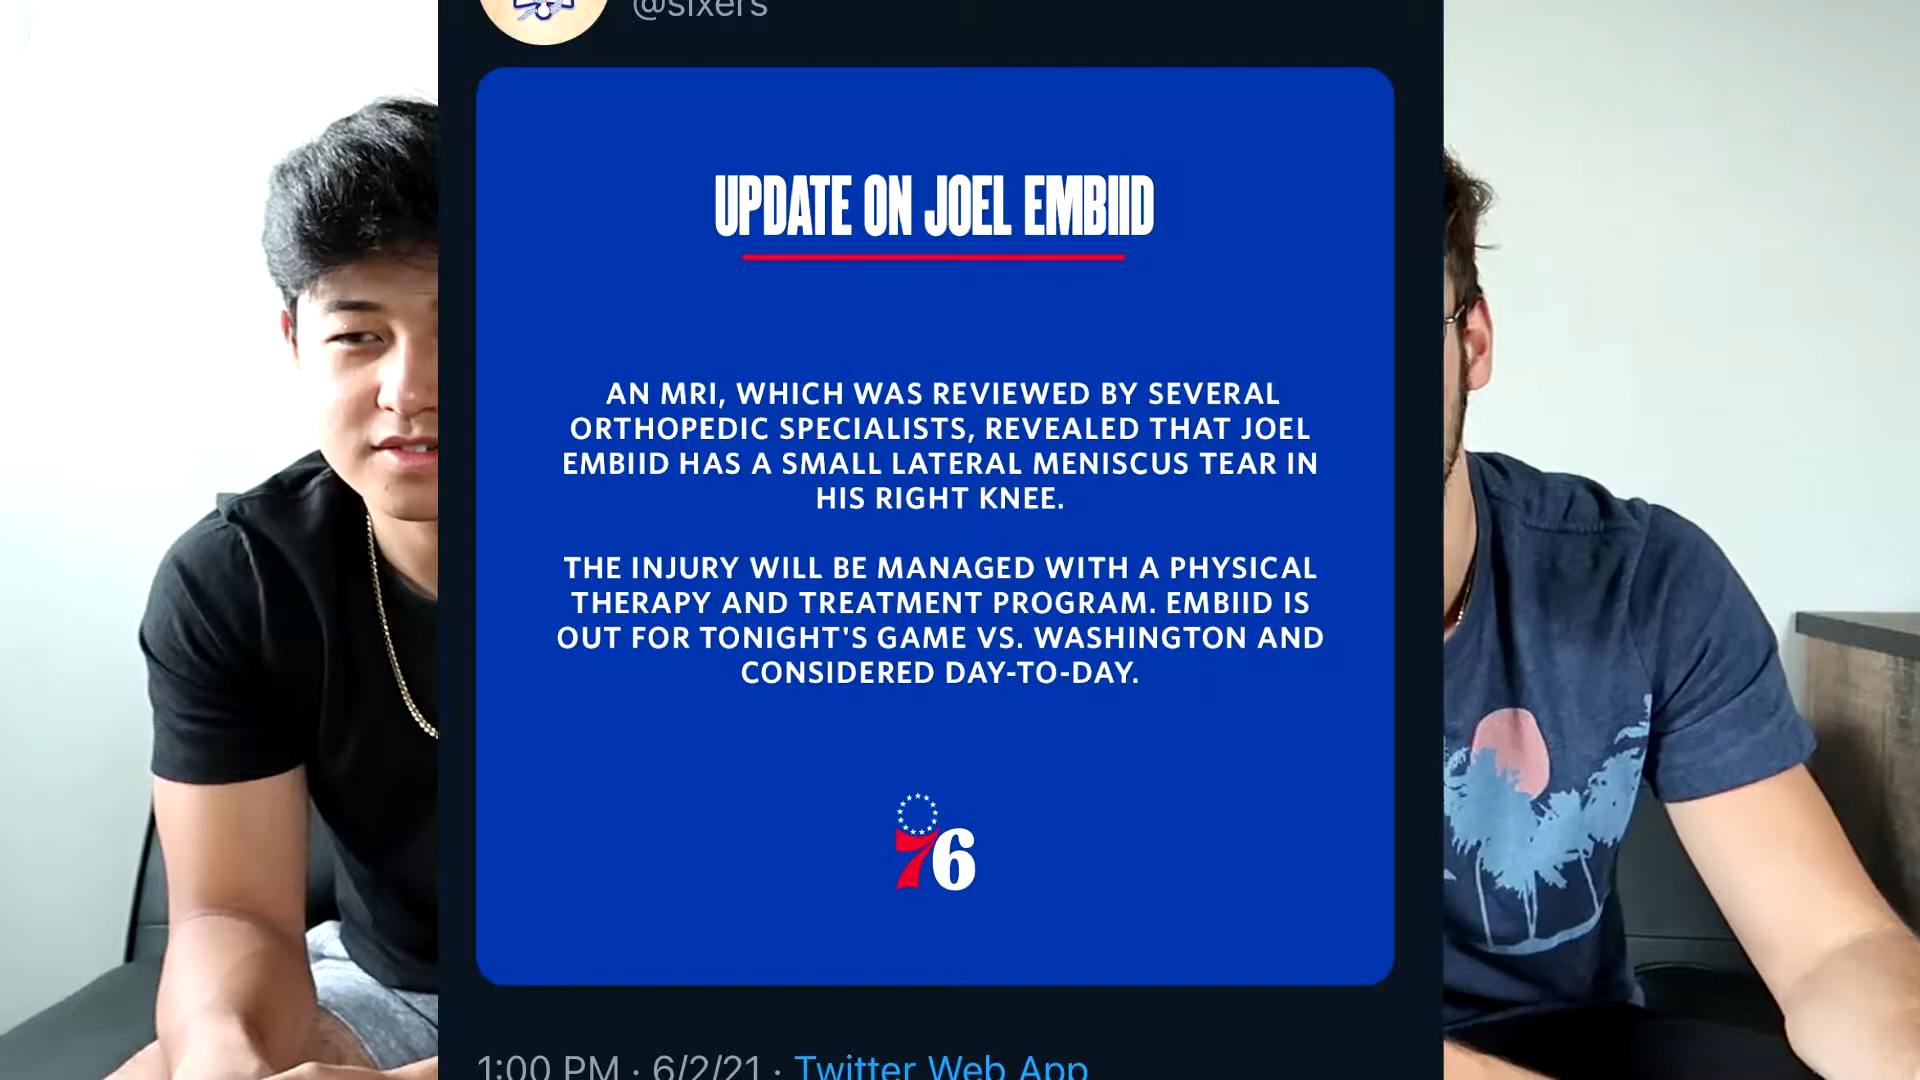 @sixers
UPDATE ON JOEL EMBIID
AN MRI, WHICH WAS REVIEWED BY SEVERAL
ORTHOPEDIC SPECIALISTS, REVEALED THAT JOEL
EMBIID HAS A SMALL LATERAL MENISCUS TEAR IN
HIS RIGHT KNEE.
THE INJURY WILL BE MANAGED WITH A PHYSICAL
THERAPY AND TREATMENT PROGRAM. EMBIID IS
OUT FOR TONIGHT'S GAME VS. WASHINGTON AND
CONSIDERED DAY-TO-DAY.
76
1:00 PM · 6/2/21 · Twitter Web App